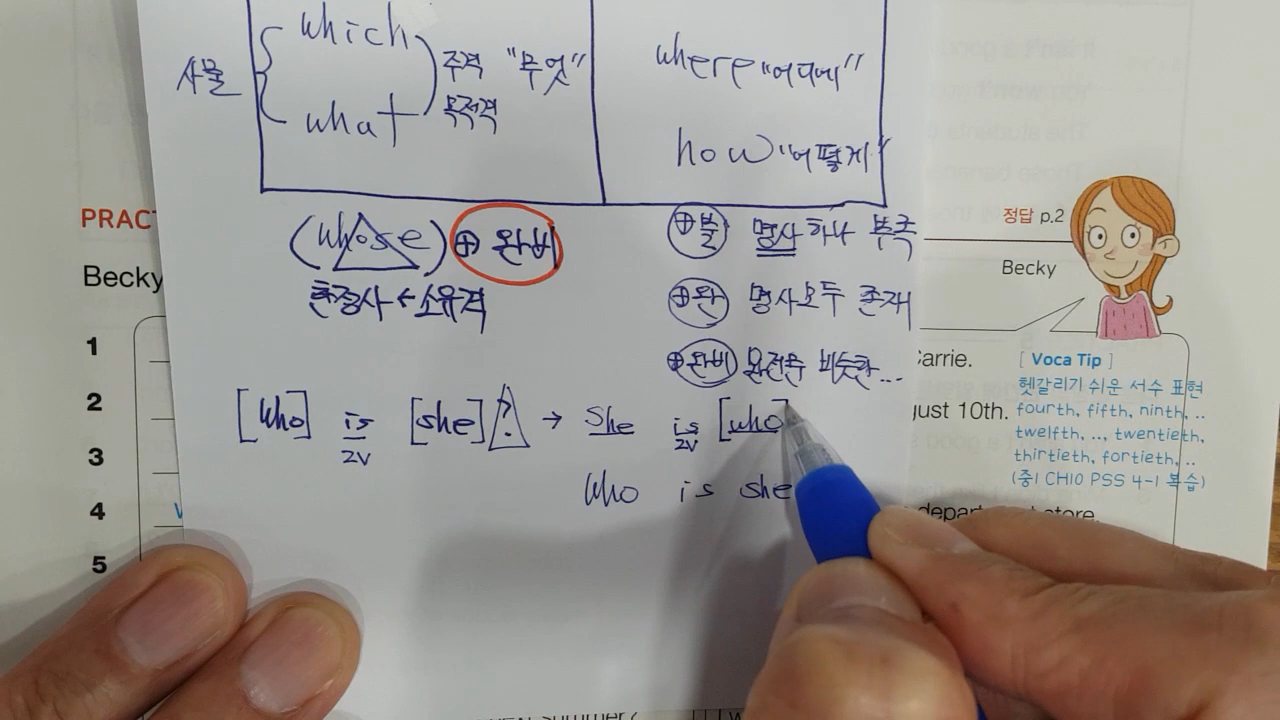 which
사물
주격 "무엇"
what
목적격
where "어디에"
how "어떻게"
(whose) ⊕ 완비
한정사 ← 소유격
⊕불 명사 하나 부족
⊕완 명사 모두 존재
⊕완비 완전은 비슷한...
[who] is [she]? → she is [who]
2V 2V
Who is she
PRACT
정답 p.2
Becky
Becky
1
2
3
4
5
Carrie.
gust 10th.
[ Voca Tip ]
헷갈리기 쉬운 서수 표현
fourth, fifth, ninth, ..
twelfth, .., twentieth,
thirtieth, fortieth, ..
(중1 CH10 PSS 4-1 복습)